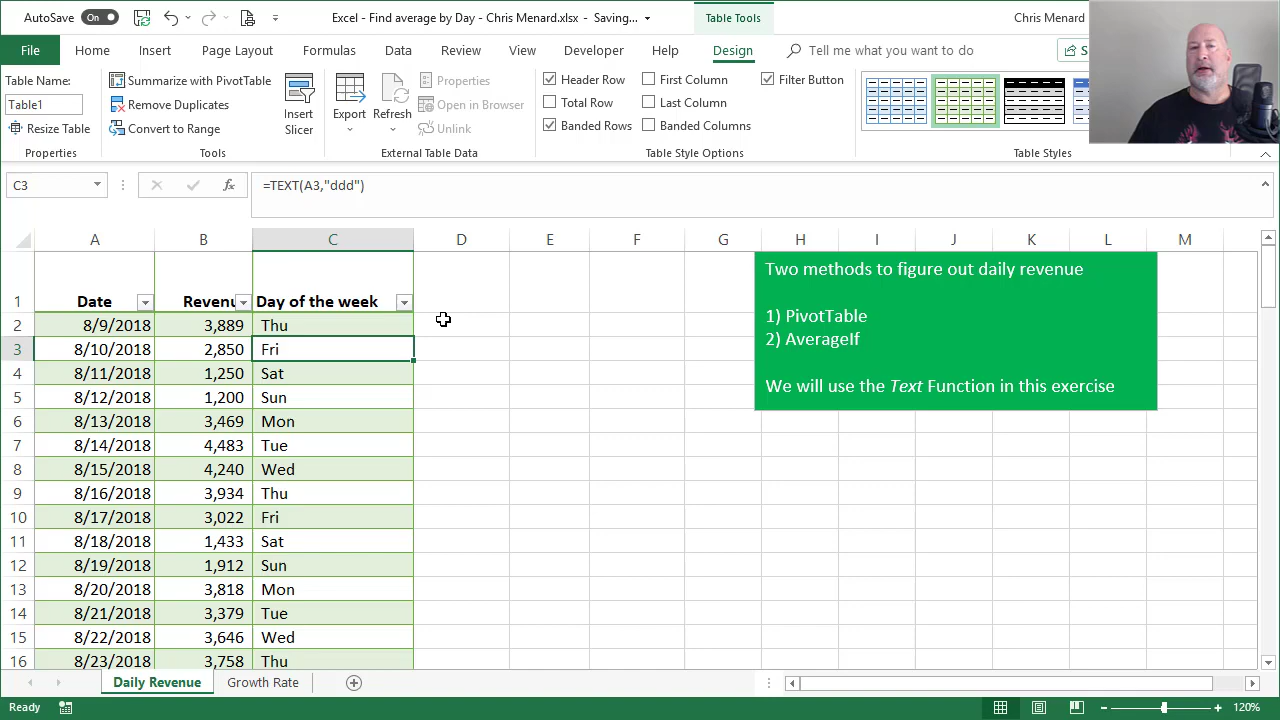 AutoSave On Excel - Find average by Day - Chris Menard.xlsx - Saving... Table Tools Chris Menard
File Home Insert Page Layout Formulas Data Review View Developer Help Design Tell me what you want to do
Table Name: Summarize with PivotTable Properties Header Row First Column Filter Button
Table1 Remove Duplicates Insert Slicer Export Refresh Open in Browser Total Row Last Column
Resize Table Convert to Range Unlink Banded Rows Banded Columns
Properties Tools External Table Data Table Style Options Table Styles
C3 fx =TEXT(A3,"ddd")
A B C D E F G H I J K L M
1 Date Revenu Day of the week
2 8/9/2018 3,889 Thu
3 8/10/2018 2,850 Fri
4 8/11/2018 1,250 Sat
5 8/12/2018 1,200 Sun
6 8/13/2018 3,469 Mon
7 8/14/2018 4,483 Tue
8 8/15/2018 4,240 Wed
9 8/16/2018 3,934 Thu
10 8/17/2018 3,022 Fri
11 8/18/2018 1,433 Sat
12 8/19/2018 1,912 Sun
13 8/20/2018 3,818 Mon
14 8/21/2018 3,379 Tue
15 8/22/2018 3,646 Wed
16 8/23/2018 3,758 Thu
Two methods to figure out daily revenue
1) PivotTable
2) AverageIf
We will use the Text Function in this exercise
Daily Revenue Growth Rate
Ready 120%